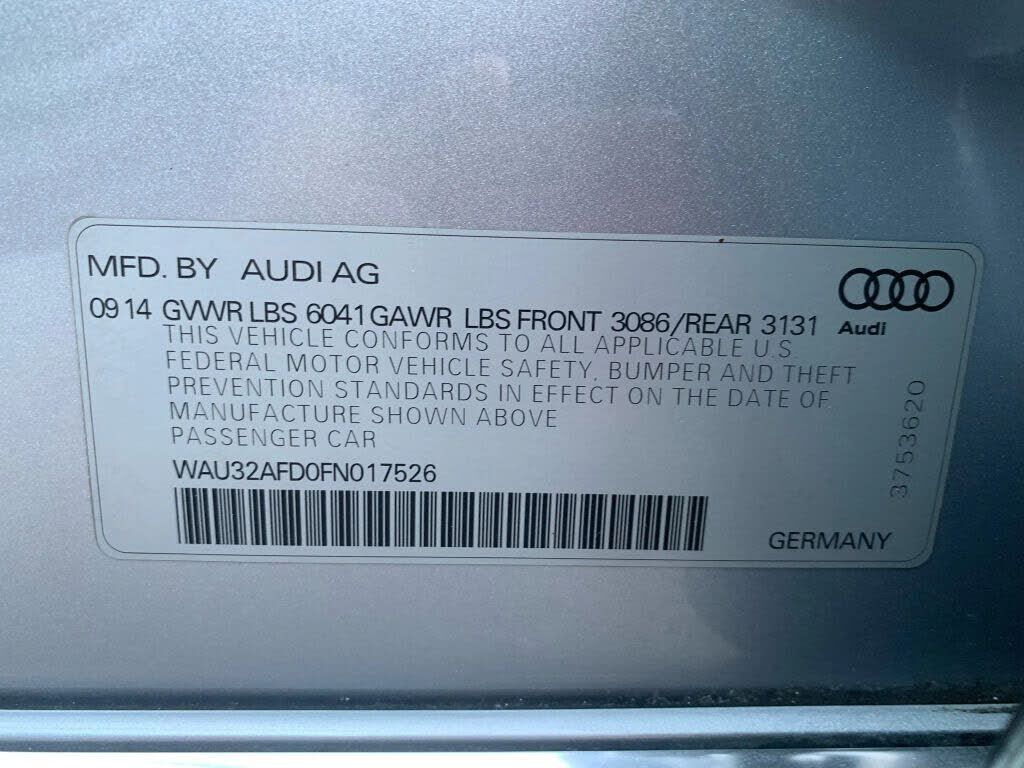 MFD. BY AUDI AG
09 14 GVWR LBS 6041 GAWR LBS FRONT 3086/REAR 3131
Audi
THIS VEHICLE CONFORMS TO ALL APPLICABLE U.S.
FEDERAL MOTOR VEHICLE SAFETY, BUMPER AND THEFT
PREVENTION STANDARDS IN EFFECT ON THE DATE OF
MANUFACTURE SHOWN ABOVE
PASSENGER CAR
WAU32AFD0FN017526
GERMANY
3753620